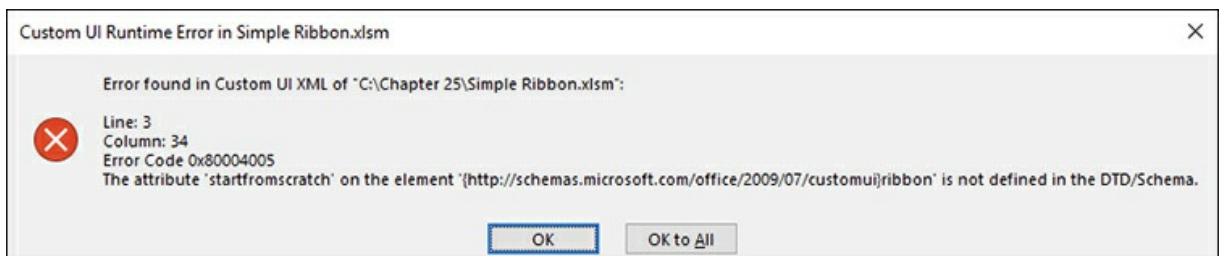 Custom UI Runtime Error in Simple Ribbon.xlsm
Error found in Custom UI XML of "C:\Chapter 25\Simple Ribbon.xlsm":
Line: 3
Column: 34
Error Code 0x80004005
The attribute 'startfromscratch' on the element '{http://schemas.microsoft.com/office/2009/07/customui}ribbon' is not defined in the DTD/Schema.
OK
OK to All